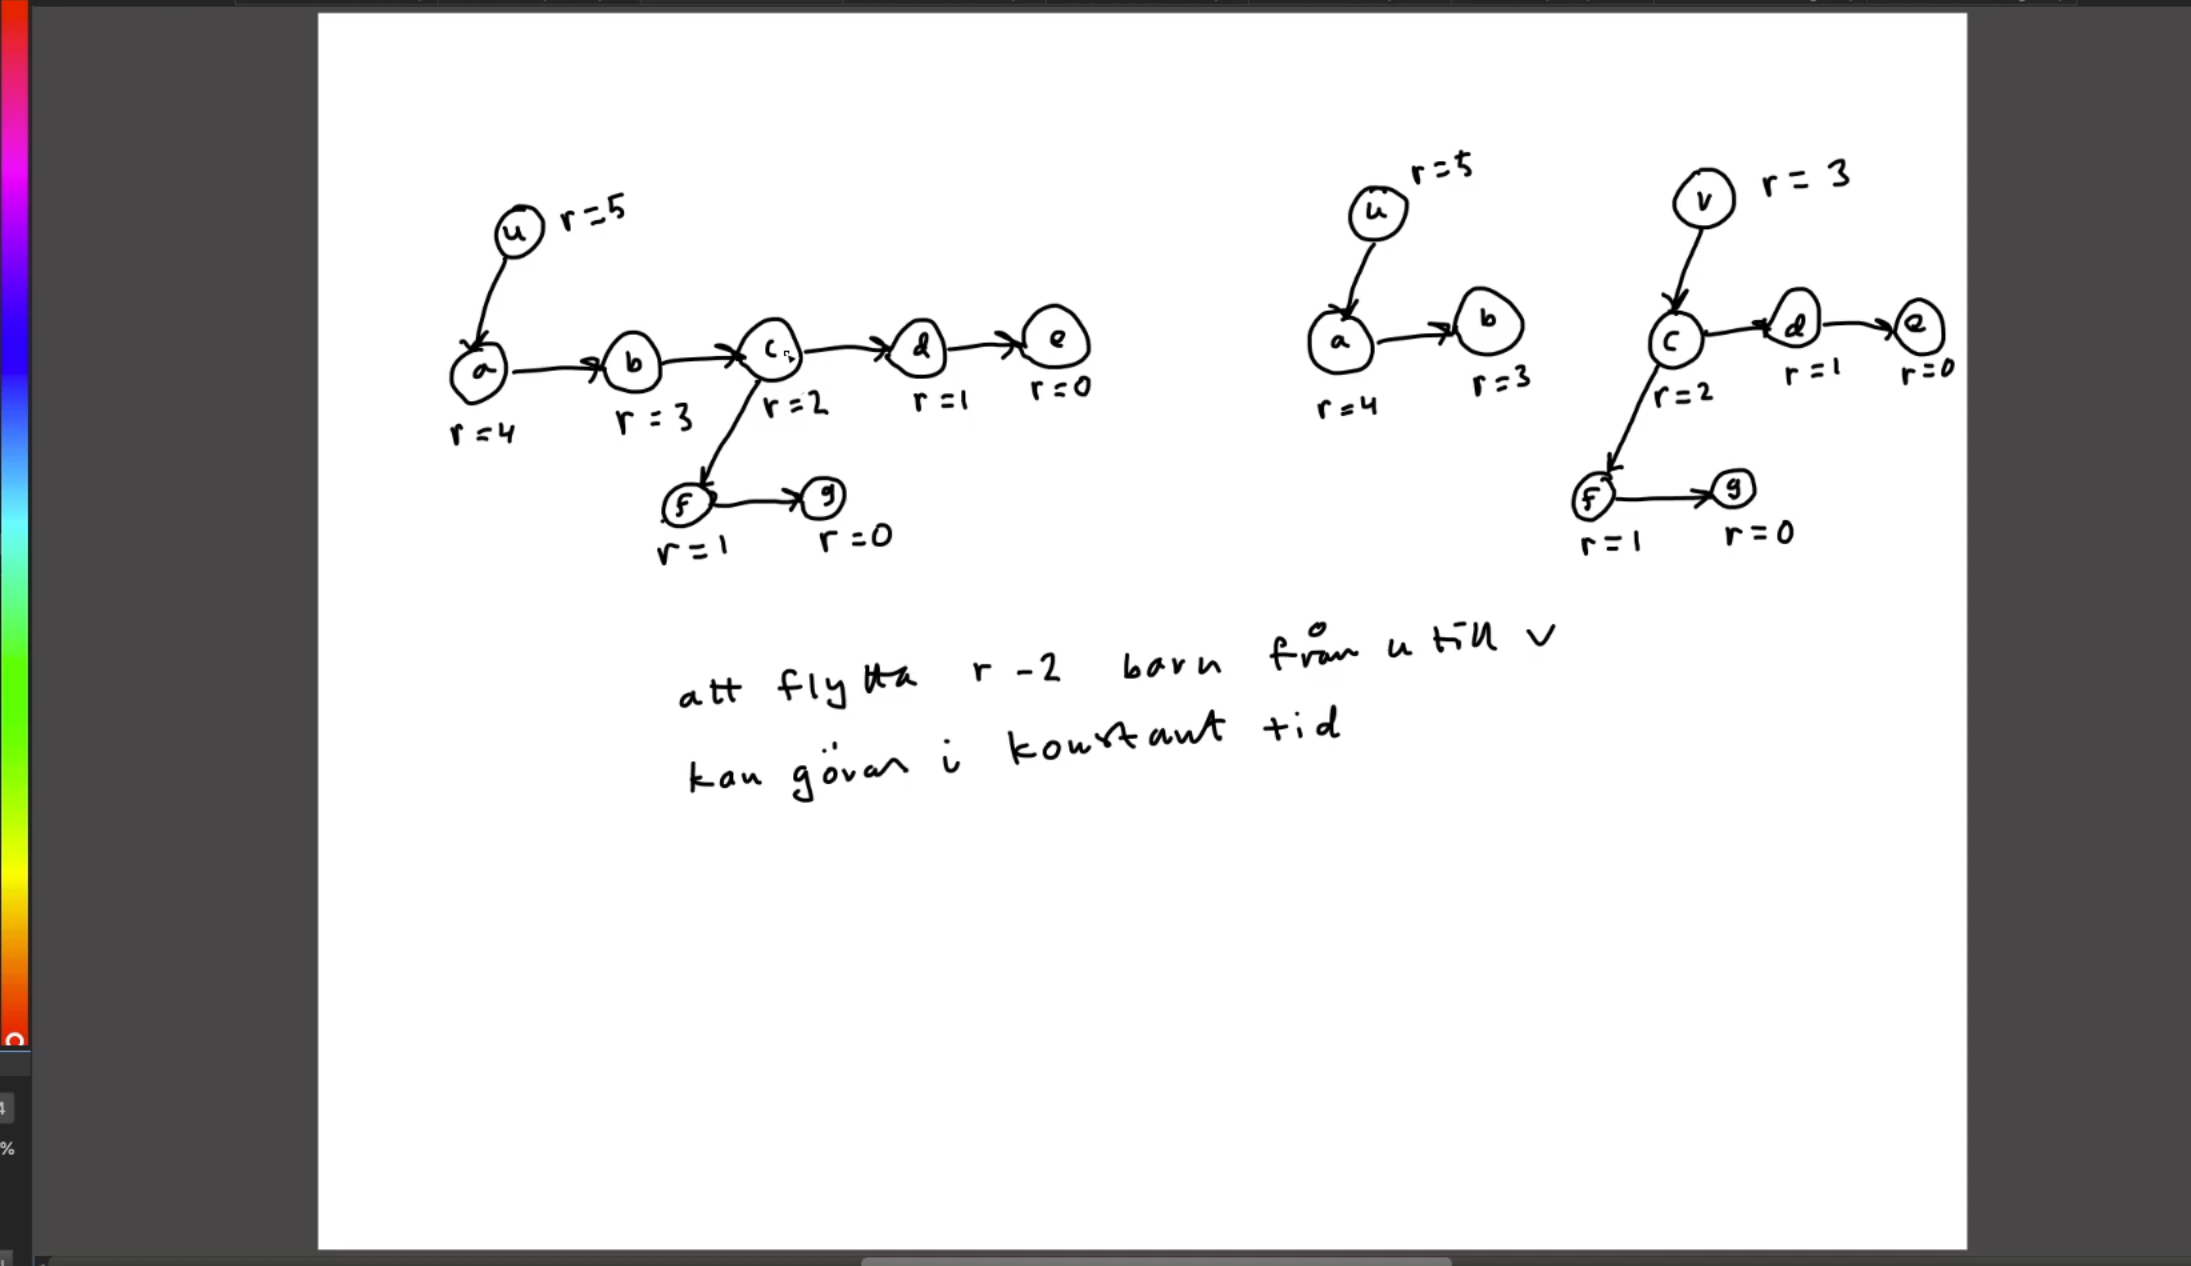 r=5
r=3
u
r=5
u
v
a
b
c
d
e
a
b
c
d
e
r=4
r=3
r=2
r=1
r=0
r=4
r=3
r=2
r=1
r=0
f
g
f
g
r=1
r=0
r=1
r=0
att flytta r-2 barn från u till v
kan göras i konstant tid
%